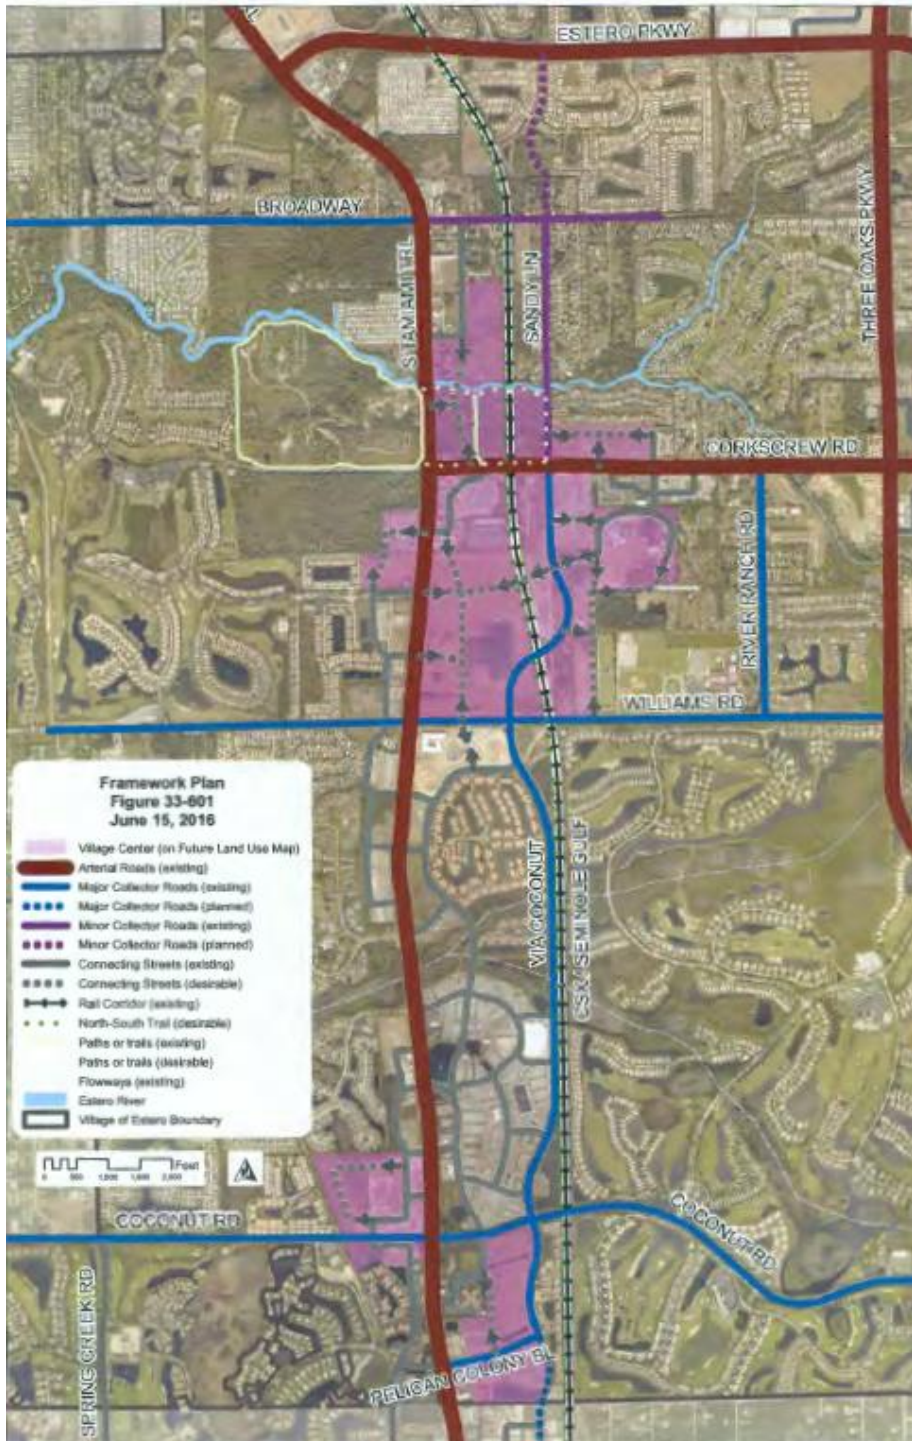 ESTERO PKWY
BROADWAY
S TAMIAMI TRL
SANDY LN
THREE OAKS PKWY
CORKSCREW RD
RIVER RANCH RD
WILLIAMS RD
Framework Plan
Figure 33-601
June 15, 2016
Village Center (on Future Land Use Map)
Arterial Roads (existing)
Major Collector Roads (existing)
Major Collector Roads (planned)
Minor Collector Roads (existing)
Minor Collector Roads (planned)
Connecting Streets (existing)
Connecting Streets (desirable)
Rail Corridor (existing)
North-South Trail (desirable)
Paths or trails (existing)
Paths or trails (desirable)
Flowways (existing)
Estero River
Village of Estero Boundary
Feet
0 500 1,000
VIA COCONUT
CSX / SEMINOLE GULF
COCONUT RD
COCONUT RD
SPRING CREEK RD
PELICAN COLONY BL